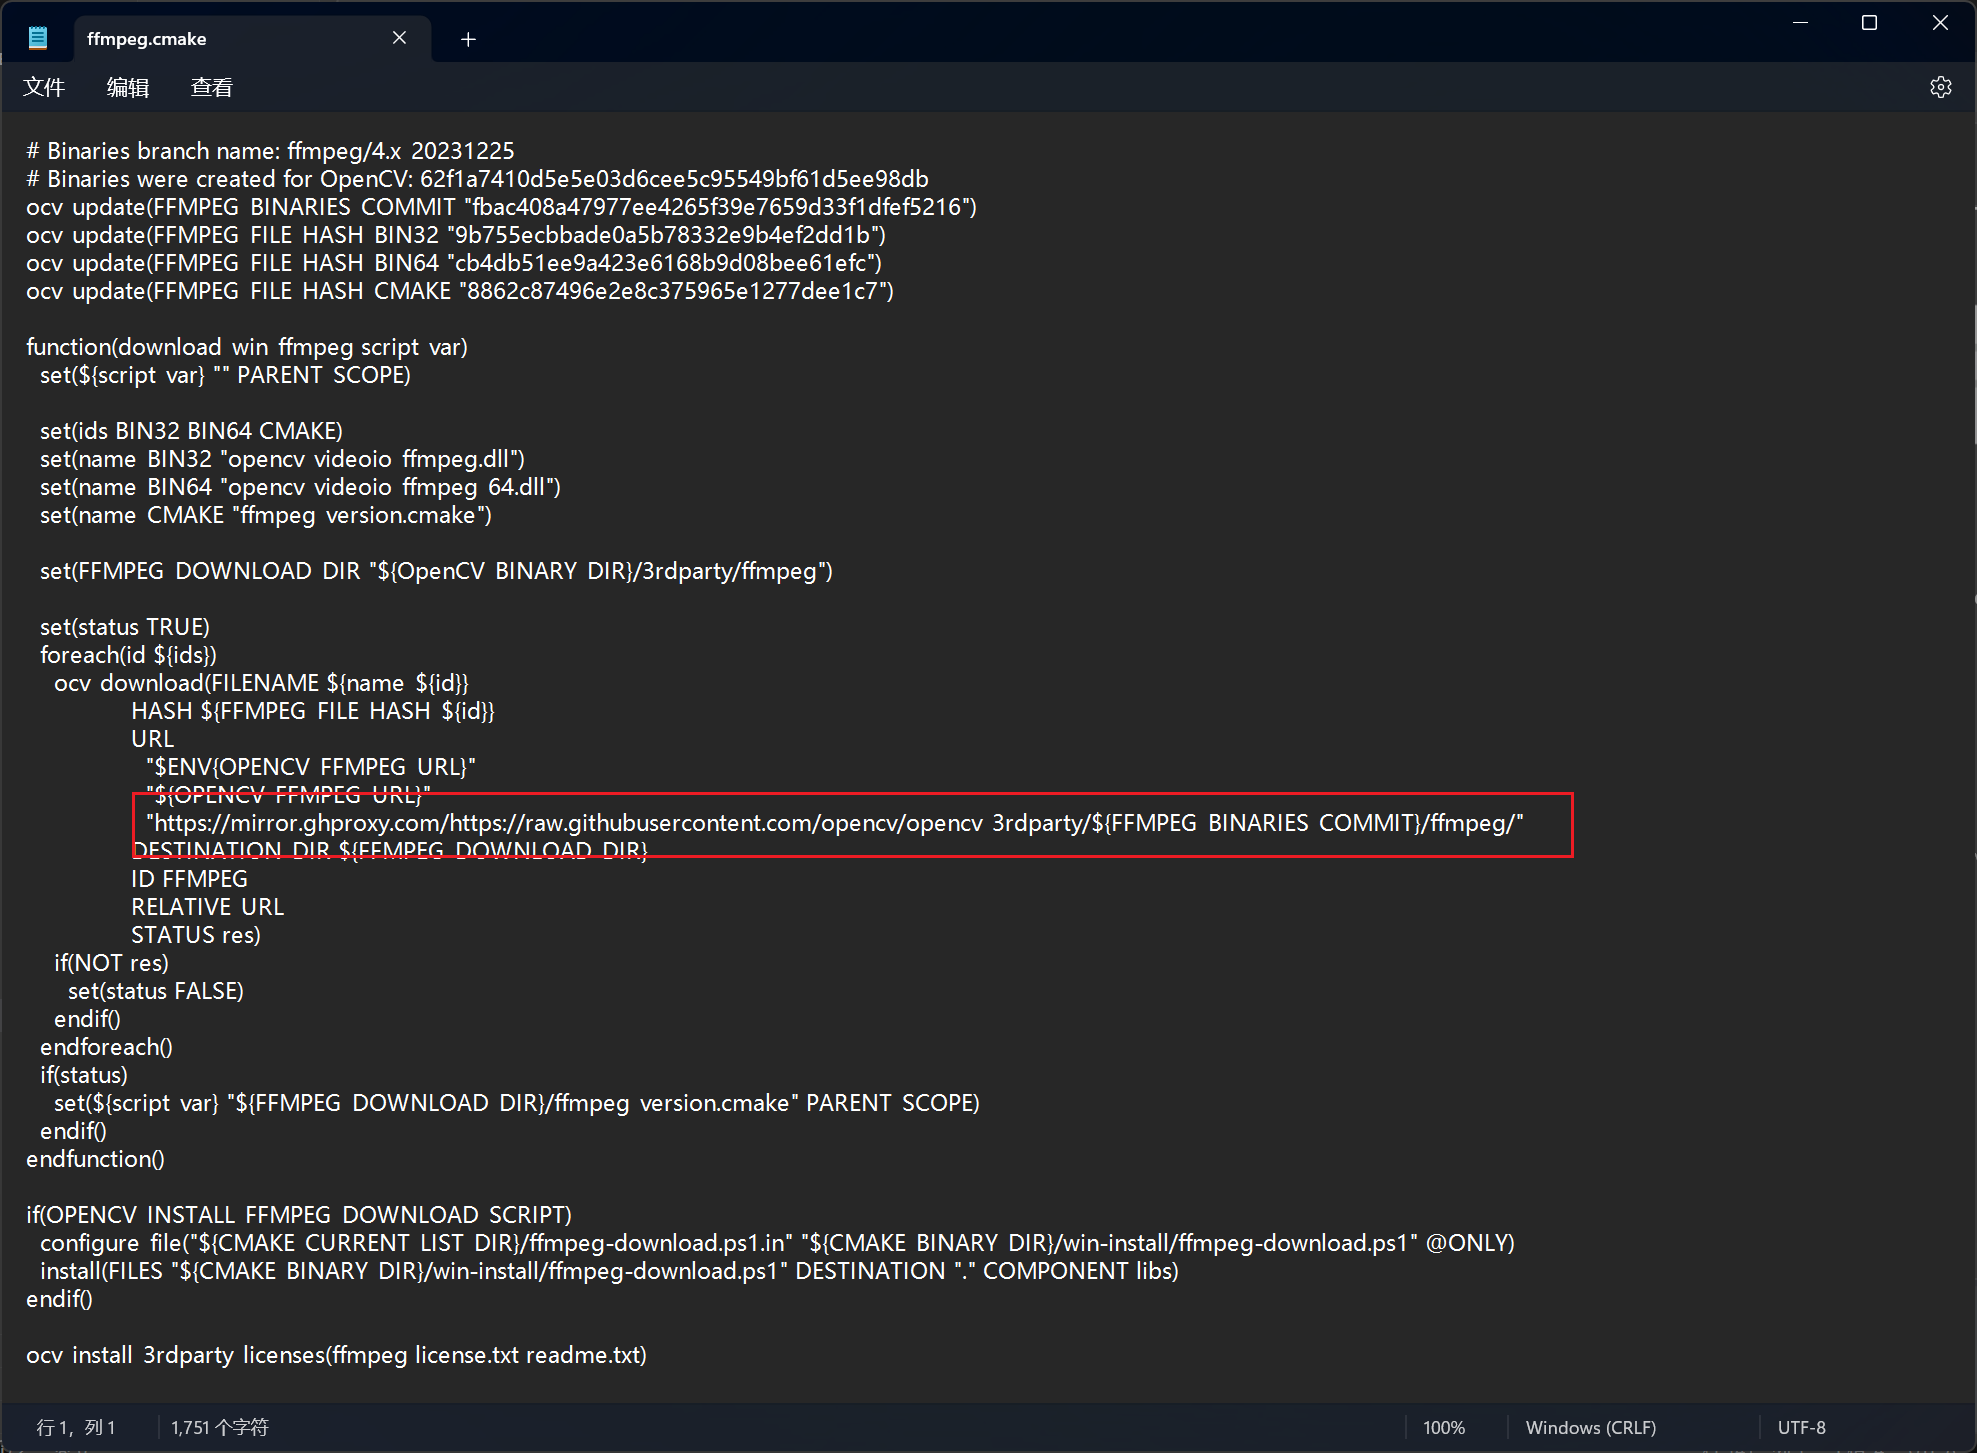 ffmpeg.cmake
文件 编辑 查看
# Binaries branch name: ffmpeg/4.x 20231225
# Binaries were created for OpenCV: 62f1a7410d5e5e03d6cee5c95549bf61d5ee98db
ocv update(FFMPEG BINARIES COMMIT "fbac408a47977ee4265f39e7659d33f1dfef5216")
ocv update(FFMPEG FILE HASH BIN32 "9b755ecbbade0a5b78332e9b4ef2dd1b")
ocv update(FFMPEG FILE HASH BIN64 "cb4db51ee9a423e6168b9d08bee61efc")
ocv update(FFMPEG FILE HASH CMAKE "8862c87496e2e8c375965e1277dee1c7")
function(download win ffmpeg script var)
set(${script var} "" PARENT SCOPE)
set(ids BIN32 BIN64 CMAKE)
set(name BIN32 "opencv videoio ffmpeg.dll")
set(name BIN64 "opencv videoio ffmpeg 64.dll")
set(name CMAKE "ffmpeg version.cmake")
set(FFMPEG DOWNLOAD DIR "${OpenCV BINARY DIR}/3rdparty/ffmpeg")
set(status TRUE)
foreach(id ${ids})
ocv download(FILENAME ${name ${id}}
HASH ${FFMPEG FILE HASH ${id}}
URL
"$ENV{OPENCV FFMPEG URL}"
"${OPENCV FFMPEG URL}"
"https://mirror.ghproxy.com/https://raw.githubusercontent.com/opencv/opencv 3rdparty/${FFMPEG BINARIES COMMIT}/ffmpeg/"
DESTINATION DIR ${FFMPEG DOWNLOAD DIR}
ID FFMPEG
RELATIVE URL
STATUS res)
if(NOT res)
set(status FALSE)
endif()
endforeach()
if(status)
set(${script var} "${FFMPEG DOWNLOAD DIR}/ffmpeg version.cmake" PARENT SCOPE)
endif()
endfunction()
if(OPENCV INSTALL FFMPEG DOWNLOAD SCRIPT)
configure file("${CMAKE CURRENT LIST DIR}/ffmpeg-download.ps1.in" "${CMAKE BINARY DIR}/win-install/ffmpeg-download.ps1" @ONLY)
install(FILES "${CMAKE BINARY DIR}/win-install/ffmpeg-download.ps1" DESTINATION "." COMPONENT libs)
endif()
ocv install 3rdparty licenses(ffmpeg license.txt readme.txt)
行 1，列 1 1,751 个字符 100% Windows (CRLF) UTF-8